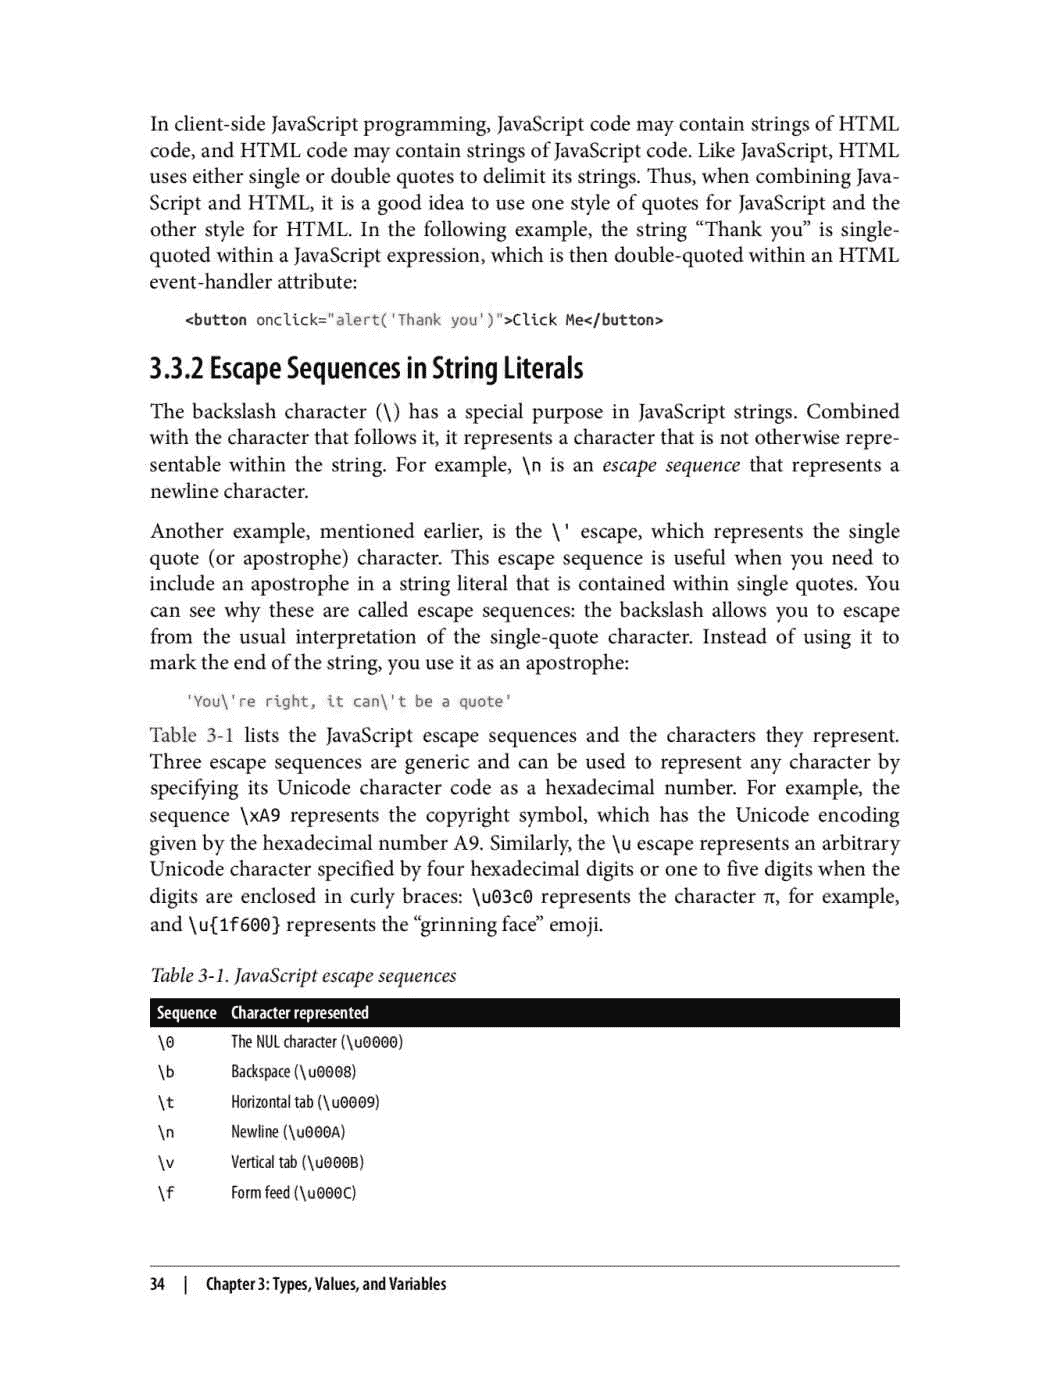 In client-side JavaScript programming, JavaScript code may contain strings of HTML
code, and HTML code may contain strings of JavaScript code. Like JavaScript, HTML
uses either single or double quotes to delimit its strings. Thus, when combining Java-
Script and HTML, it is a good idea to use one style of quotes for JavaScript and the
other style for HTML. In the following example, the string “Thank you” is single-
quoted within a JavaScript expression, which is then double-quoted within an HTML
event-handler attribute:
<button onclick="alert('Thank you')">Click Me</button>
3.3.2 Escape Sequences in String Literals
The backslash character (\) has a special purpose in JavaScript strings. Combined
with the character that follows it, it represents a character that is not otherwise repre-
sentable within the string. For example, \n is an escape sequence that represents a
newline character.
Another example, mentioned earlier, is the \' escape, which represents the single
quote (or apostrophe) character. This escape sequence is useful when you need to
include an apostrophe in a string literal that is contained within single quotes. You
can see why these are called escape sequences: the backslash allows you to escape
from the usual interpretation of the single-quote character. Instead of using it to
mark the end of the string, you use it as an apostrophe:
'You\'re right, it can\'t be a quote'
Table 3-1 lists the JavaScript escape sequences and the characters they represent.
Three escape sequences are generic and can be used to represent any character by
specifying its Unicode character code as a hexadecimal number. For example, the
sequence \xA9 represents the copyright symbol, which has the Unicode encoding
given by the hexadecimal number A9. Similarly, the \u escape represents an arbitrary
Unicode character specified by four hexadecimal digits or one to five digits when the
digits are enclosed in curly braces: \u03c0 represents the character π, for example,
and \u{1f600} represents the “grinning face” emoji.
Table 3-1. JavaScript escape sequences
Sequence Character represented
\0 The NUL character (\u0000)
\b Backspace (\u0008)
\t Horizontal tab (\u0009)
\n Newline (\u000A)
\v Vertical tab (\u000B)
\f Form feed (\u000C)
34 | Chapter 3: Types, Values, and Variables